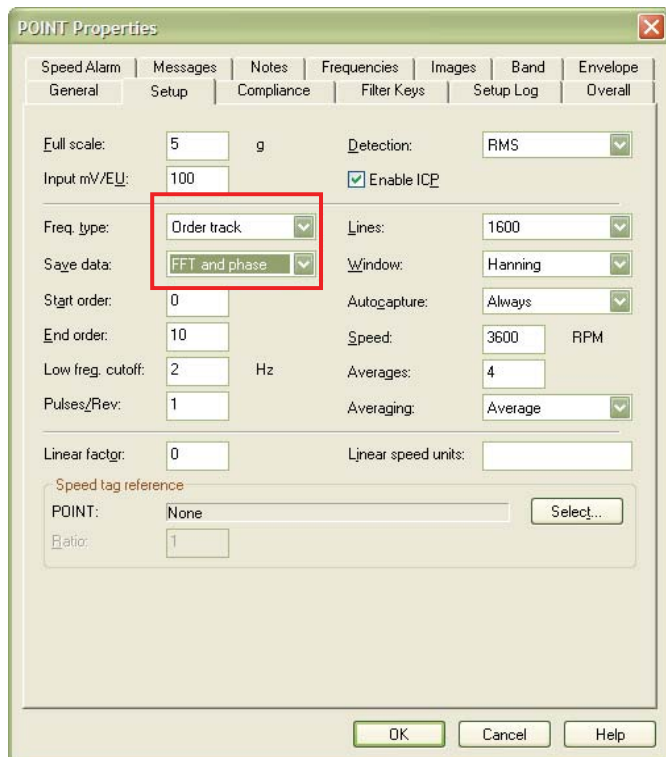 POINT Properties
Speed Alarm Messages Notes Frequencies Images Band Envelope
General Setup Compliance Filter Keys Setup Log Overall
Full scale: 5 g Detection: RMS
Input mV/EU: 100 Enable ICP
Freq. type: Order track Lines: 1600
Save data: FFT and phase Window: Hanning
Start order: 0 Autocapture: Always
End order: 10 Speed: 3600 RPM
Low freq. cutoff: 2 Hz Averages: 4
Pulses/Rev: 1 Averaging: Average
Linear factor: 0 Linear speed units:
Speed tag reference
POINT: None Select...
Ratio: 1
OK Cancel Help